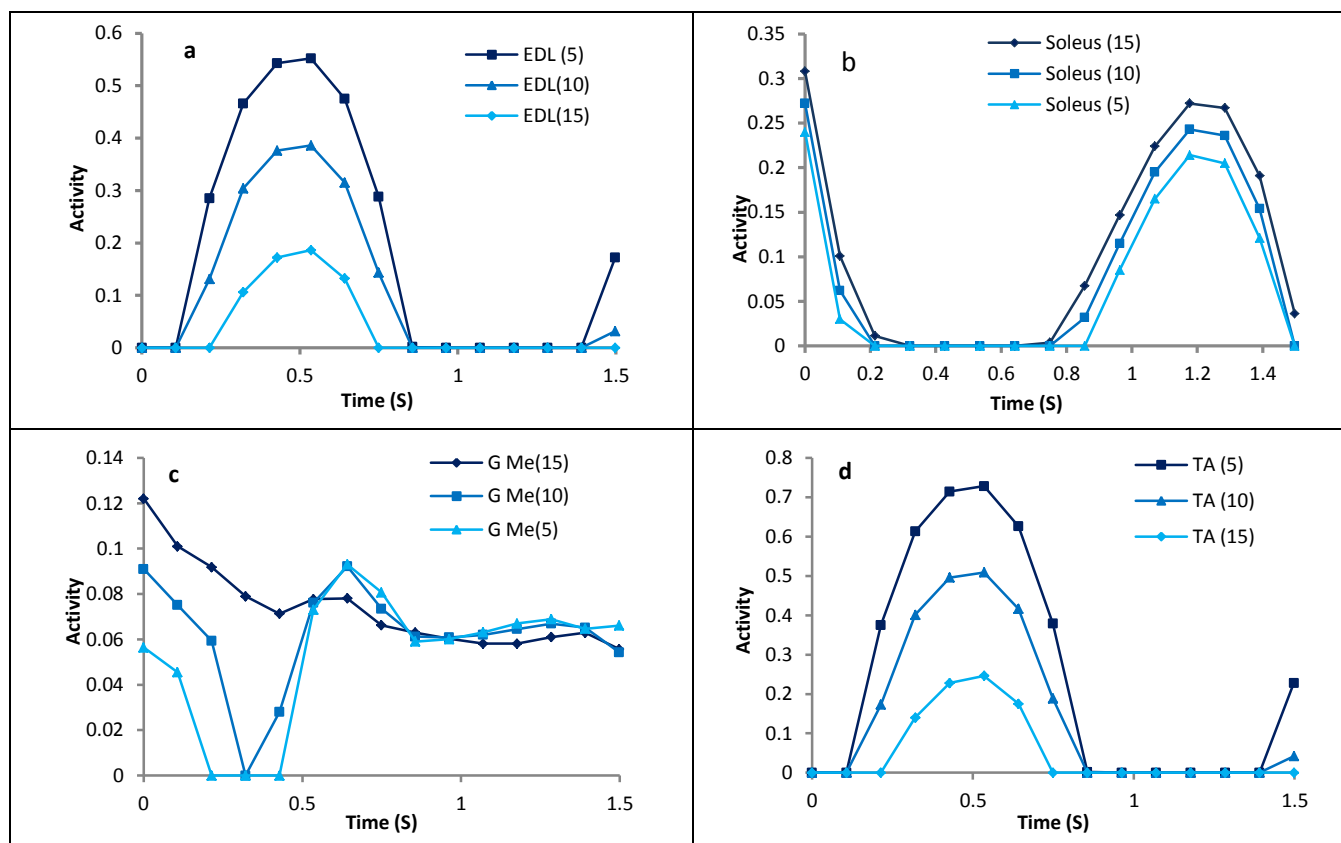 a
EDL (5)
EDL(10)
EDL(15)
0.6
0.5
0.4
0.3
0.2
0.1
0
Activity
0
0.5
1
1.5
Time (S)
b
Soleus (15)
Soleus (10)
Soleus (5)
0.35
0.3
0.25
0.2
0.15
0.1
0.05
0
Activity
0
0.2
0.4
0.6
0.8
1
1.2
1.4
Time (S)
c
G Me(15)
G Me(10)
G Me(5)
0.14
0.12
0.1
0.08
0.06
0.04
0.02
0
Activity
0
0.5
1
1.5
Time (S)
d
TA (5)
TA (10)
TA (15)
0.8
0.7
0.6
0.5
0.4
0.3
0.2
0.1
0
Activity
0
0.5
1
1.5
Time (S)